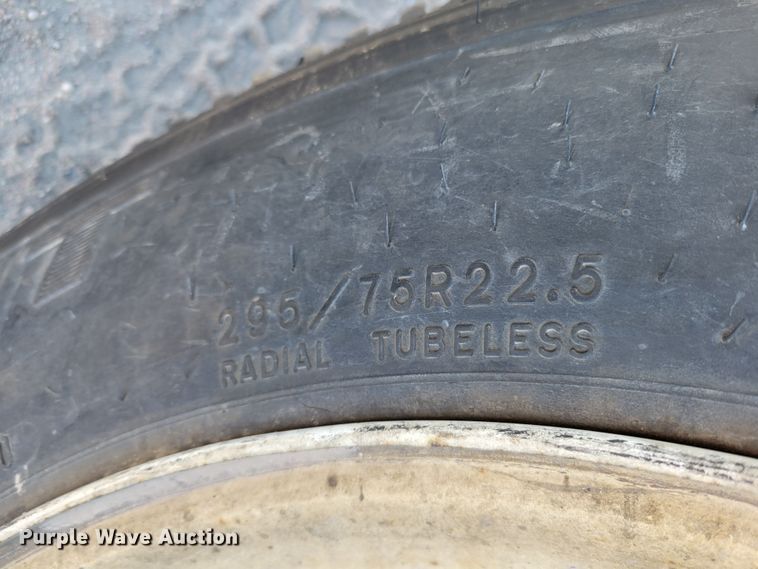 295/75R22.5
RADIAL TUBELESS
Purple Wave Auction